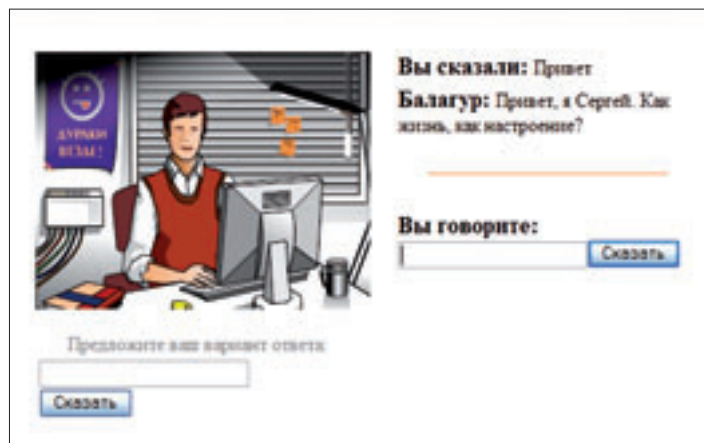 ДУРАКИ
ВЕЗДЕ!
Вы сказали: Привет
Балагур: Привет, я Сергей. Как
жизнь, как настроение?
Вы говорите:
Сказать
Предложите ваш вариант ответа:
Сказать